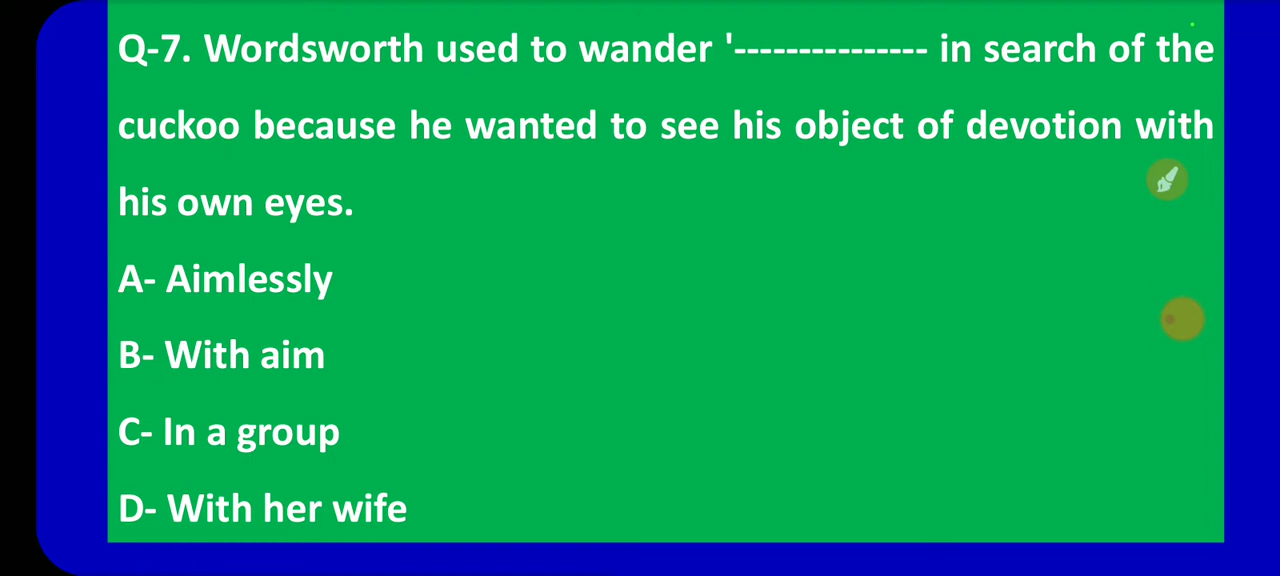 Q-7. Wordsworth used to wander '--------------- in search of the
cuckoo because he wanted to see his object of devotion with
his own eyes.
A- Aimlessly
B- With aim
C- In a group
D- With her wife